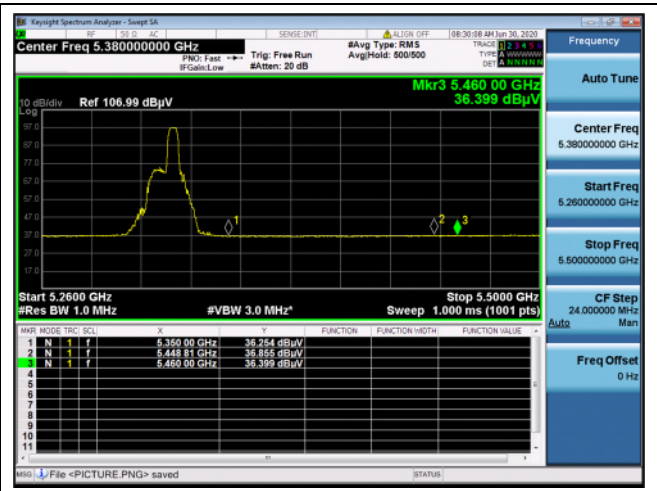 Keysight Spectrum Analyzer - Swept SA
RF 50 Ω AC SENSE:INT ALIGN OFF 08:30:08 AM Jun 30, 2020
Center Freq 5.380000000 GHz
PNO: Fast
IFGain:Low
Trig: Free Run
#Atten: 20 dB
#Avg Type: RMS
Avg|Hold: 500/500
TRACE 1 2 3 4 5 6
TYPE A WWWWW
DET A N N N N N
Mkr3 5.460 00 GHz
36.399 dBµV
10 dB/div Ref 106.99 dBµV
Log
97.0
87.0
77.0
67.0
57.0
47.0
37.0
27.0
17.0
1
2
3
Start 5.2600 GHz Stop 5.5000 GHz
#Res BW 1.0 MHz #VBW 3.0 MHz* Sweep 1.000 ms (1001 pts)
MKR MODE TRC SCL X Y FUNCTION FUNCTION WIDTH FUNCTION VALUE
1 N 1 f 5.350 00 GHz 36.254 dBµV
2 N 1 f 5.448 81 GHz 36.855 dBµV
3 N 1 f 5.460 00 GHz 36.399 dBµV
4
5
6
7
8
9
10
11
MSG File <PICTURE.PNG> saved STATUS
Frequency
Auto Tune
Center Freq
5.380000000 GHz
Start Freq
5.260000000 GHz
Stop Freq
5.500000000 GHz
CF Step
24.000000 MHz
Auto Man
Freq Offset
0 Hz